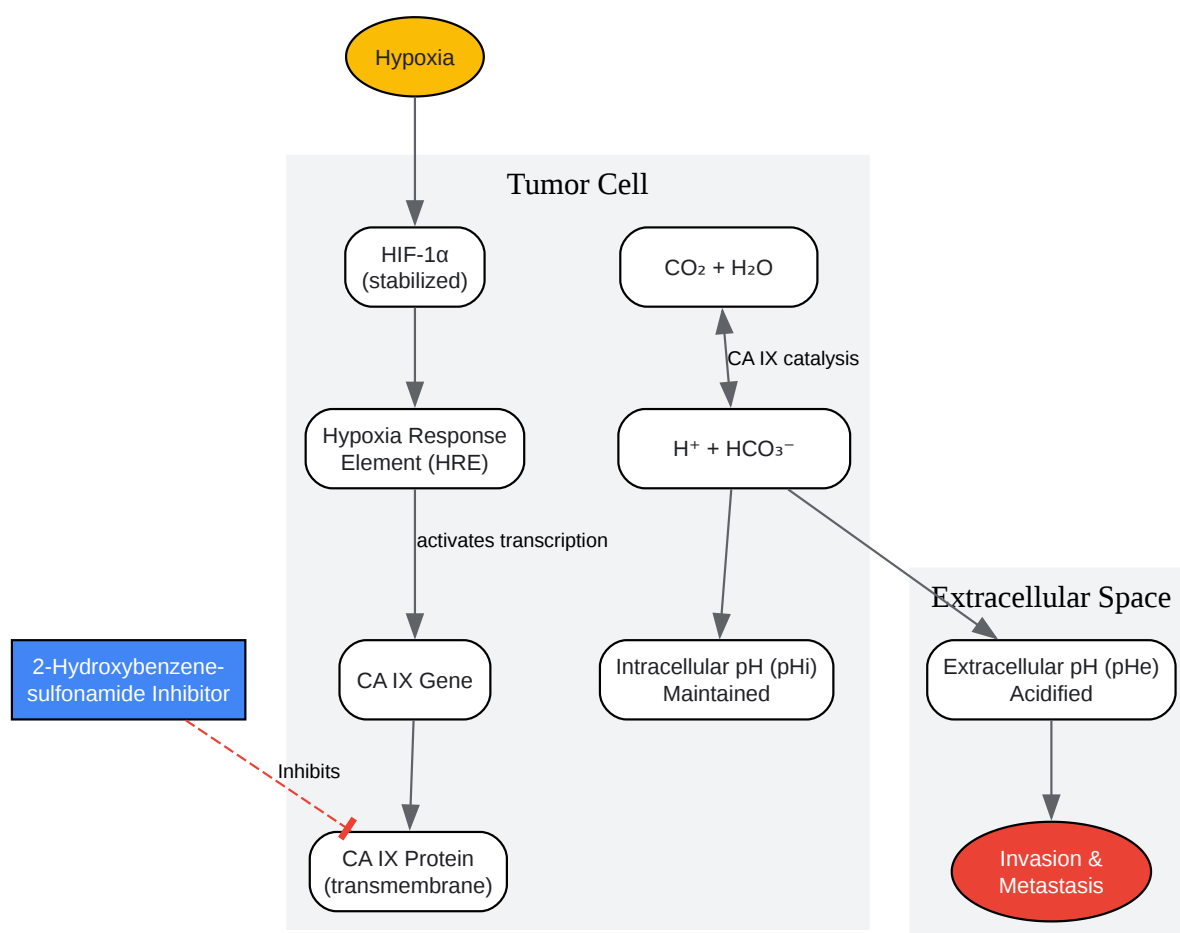 Hypoxia
Tumor Cell
HIF-1α
(stabilized)
CO₂ + H₂O
CA IX catalysis
Hypoxia Response
Element (HRE)
H⁺ + HCO₃⁻
activates transcription
Extracellular Space
2-Hydroxybenzene-
sulfonamide Inhibitor
CA IX Gene
Intracellular pH (pHi)
Maintained
Extracellular pH (pHe)
Acidified
Inhibits
CA IX Protein
(transmembrane)
Invasion &
Metastasis